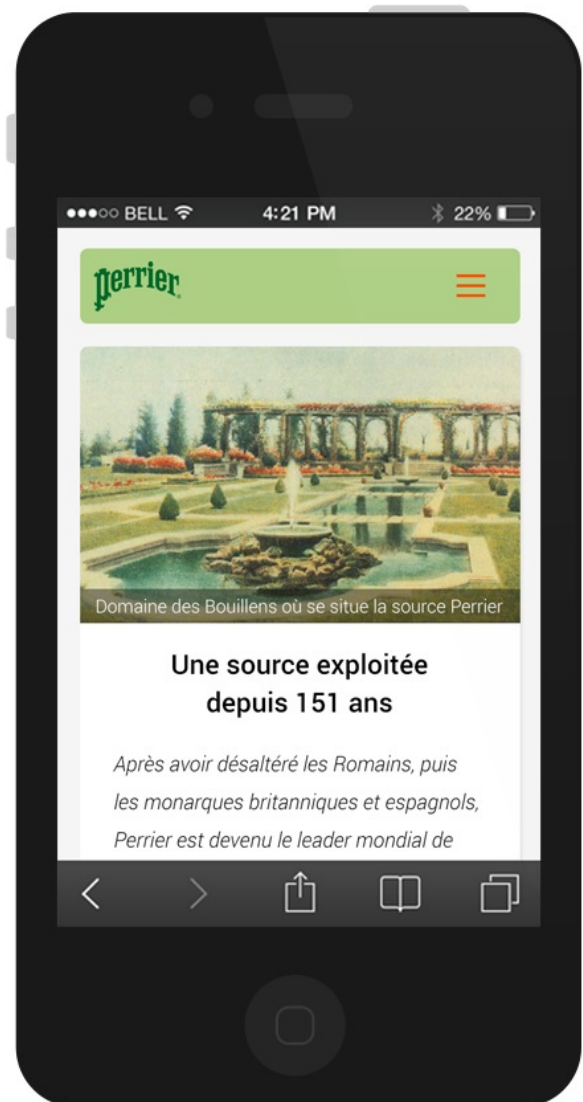 BELL 4:21 PM 22%
perrier
Domaine des Bouillens où se situe la source Perrier
Une source exploitée
depuis 151 ans
Après avoir désaltéré les Romains, puis
les monarques britanniques et espagnols,
Perrier est devenu le leader mondial de